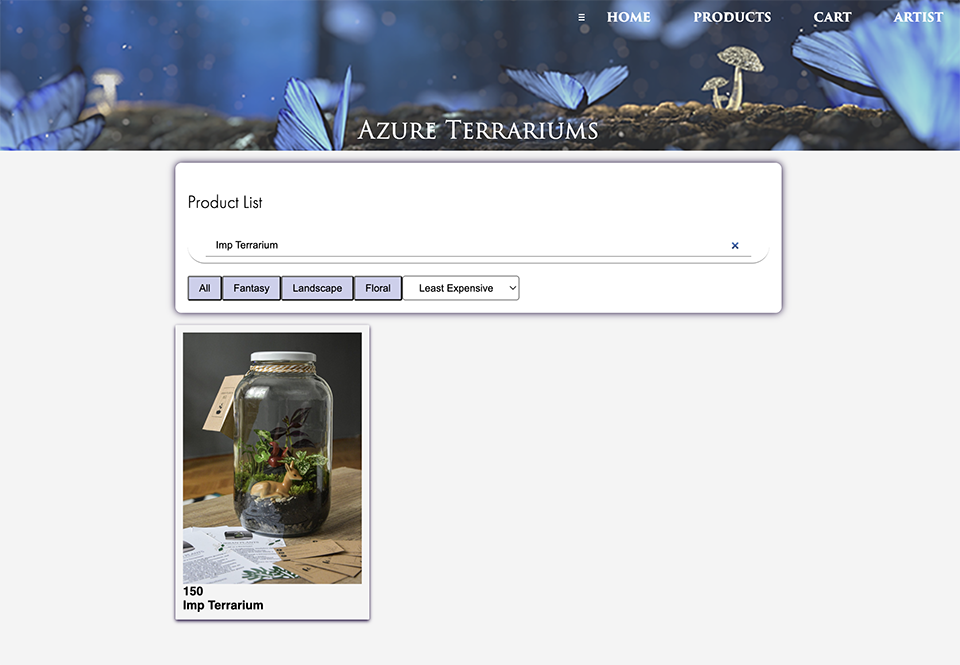 ≡ HOME PRODUCTS CART ARTIST
Azure Terrariums
Product List
Imp Terrarium ×
All Fantasy Landscape Floral Least Expensive
150
Imp Terrarium